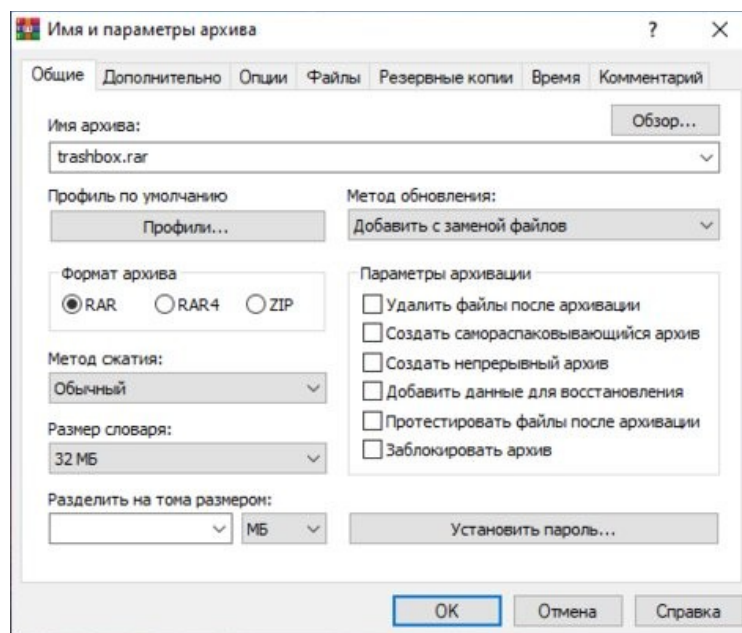 Имя и параметры архива
Общие Дополнительно Опции Файлы Резервные копии Время Комментарий
Имя архива:
Обзор...
trashbox.rar
Профиль по умолчанию
Метод обновления:
Профили...
Добавить с заменой файлов
Формат архива
RAR RAR4 ZIP
Параметры архивации
Удалить файлы после архивации
Создать самораспаковывающийся архив
Создать непрерывный архив
Добавить данные для восстановления
Протестировать файлы после архивации
Заблокировать архив
Метод сжатия:
Обычный
Размер словаря:
32 МБ
Разделить на тома размером:
МБ
Установить пароль...
OK Отмена Справка